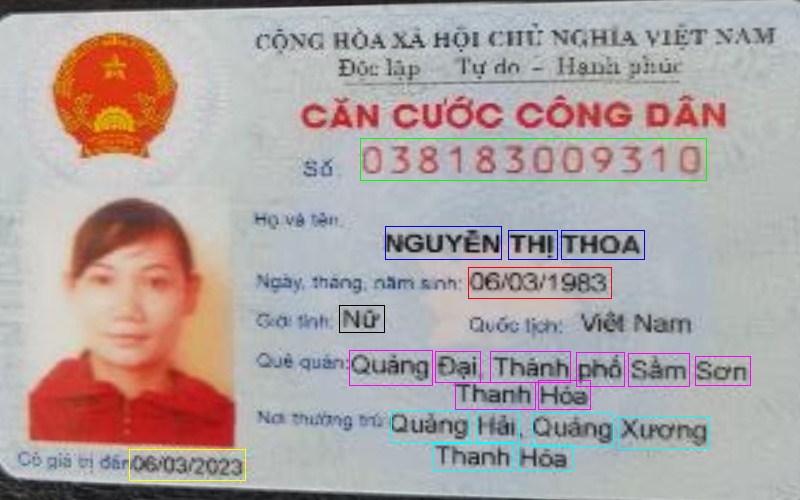 CỘNG HÒA XÃ HỘI CHỦ NGHĨA VIỆT NAM
Độc lập - Tự do - Hạnh phúc
CĂN CƯỚC CÔNG DÂN
Số 038183009310
Họ và tên:
NGUYỄN THỊ THOA
Ngày, tháng, năm sinh: 06/03/1983
Giới tính: Nữ Quốc tịch: Việt Nam
Quê quán: Quảng Đại, Thành phố Sầm Sơn
Thanh Hóa
Nơi thường trú: Quảng Hải, Quảng Xương
Thanh Hóa
Có giá trị đến 06/03/2023